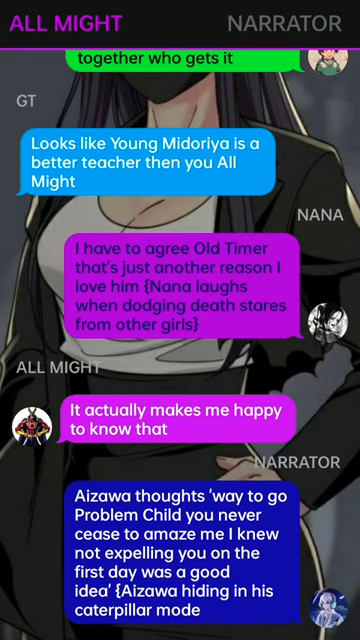 ALL MIGHT NARRATOR
together who gets it
GT
Looks like Young Midoriya is a
better teacher then you All
Might
NANA
I have to agree Old Timer
that's just another reason I
love him {Nana laughs
when dodging death stares
from other girls}
ALL MIGHT
It actually makes me happy
to know that
NARRATOR
Aizawa thoughts 'way to go
Problem Child you never
cease to amaze me I knew
not expelling you on the
first day was a good
idea' {Aizawa hiding in his
caterpillar mode